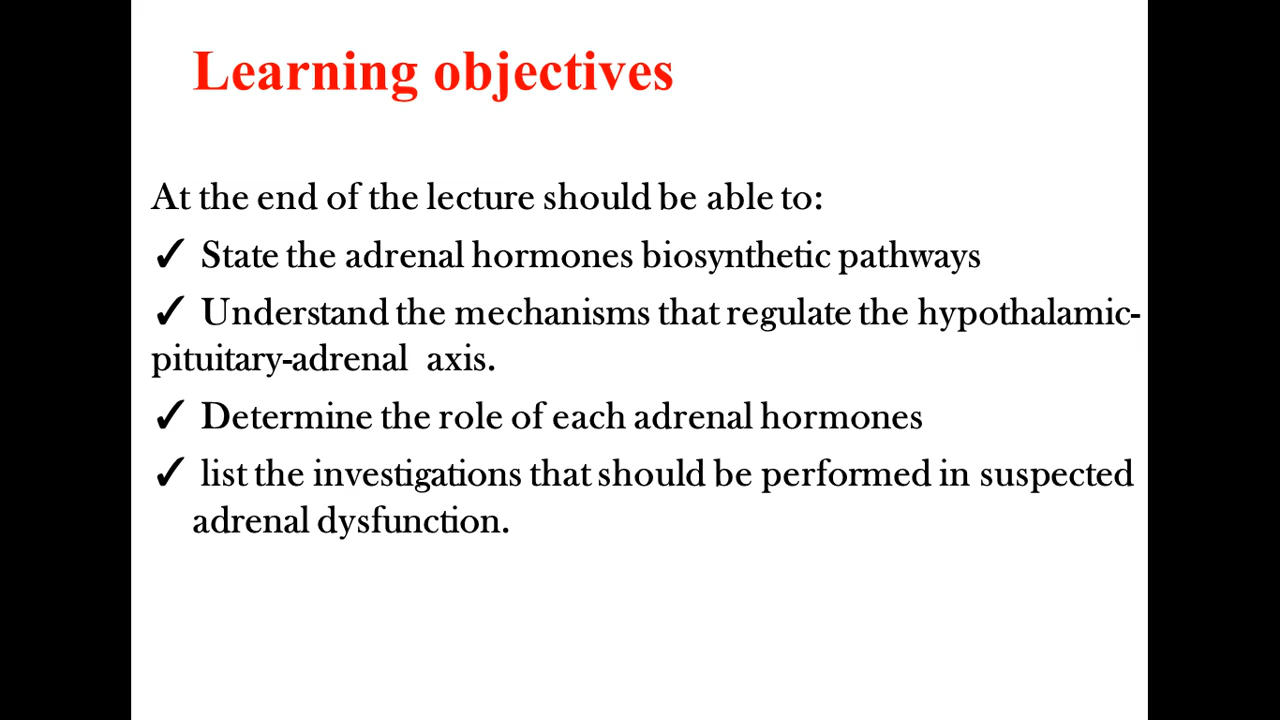 Learning objectives
At the end of the lecture should be able to:
✓ State the adrenal hormones biosynthetic pathways
✓ Understand the mechanisms that regulate the hypothalamic-
pituitary-adrenal axis.
✓ Determine the role of each adrenal hormones
✓ list the investigations that should be performed in suspected
adrenal dysfunction.